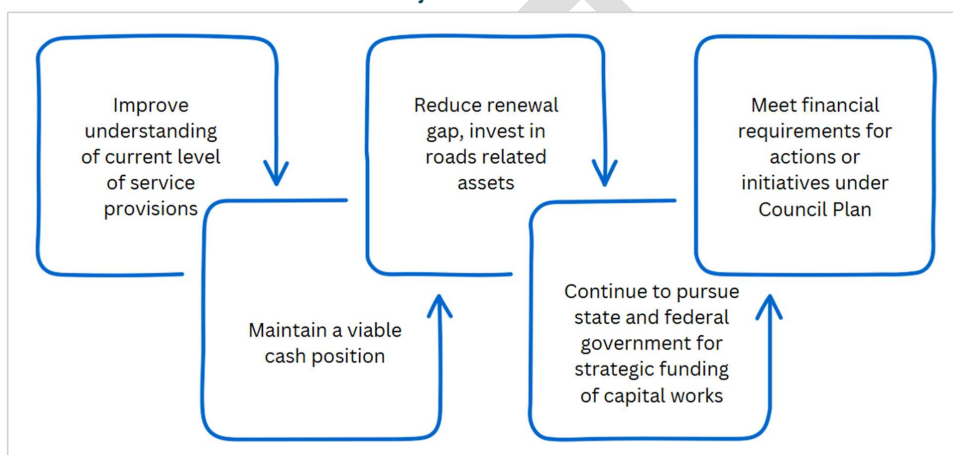 Improve
understanding
of current level
of service
provisions
Maintain a viable
cash position
Reduce renewal
gap, invest in
roads related
assets
Continue to pursue
state and federal
government for
strategic funding
of capital works
Meet financial
requirements for
actions or
initiatives under
Council Plan